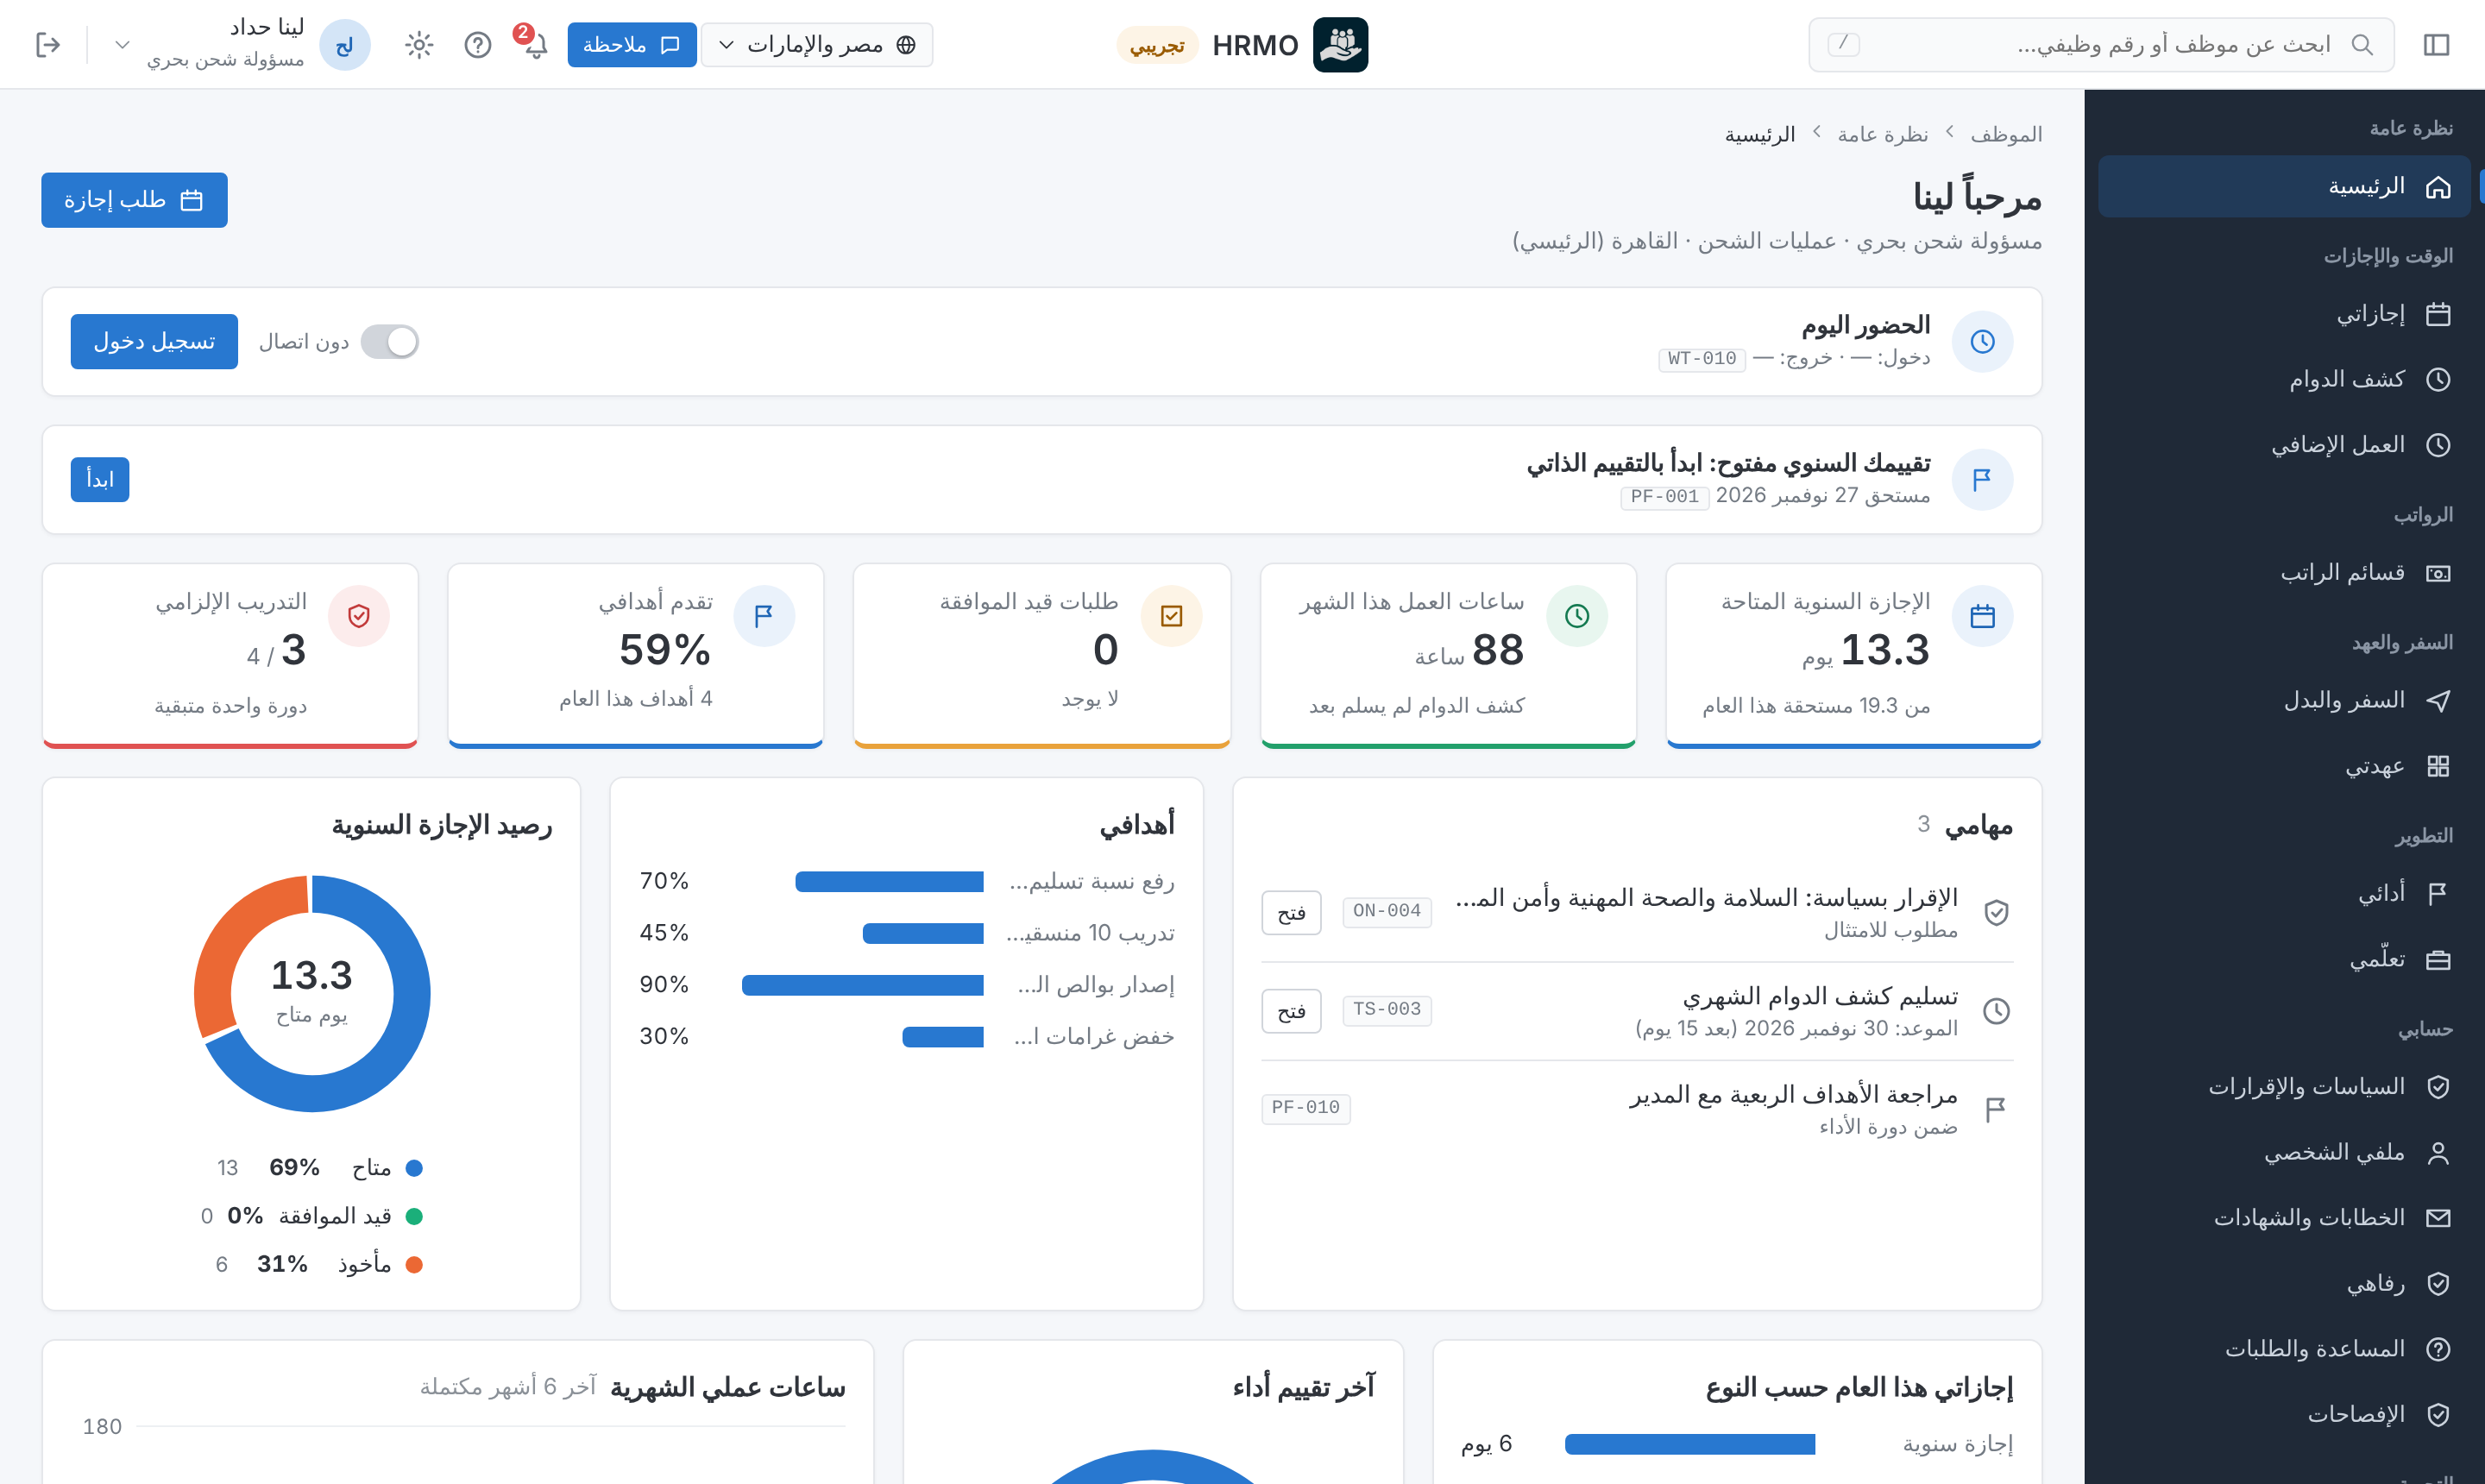 ابحث عن موظف أو رقم وظيفي...
/
HRMO
تجريبي
مصر والإمارات
ملاحظة
2
لح
لينا حداد
مسؤولة شحن بحري
نظرة عامة
الرئيسية
الوقت والإجازات
إجازاتي
كشف الدوام
العمل الإضافي
الرواتب
قسائم الراتب
السفر والعهد
السفر والبدل
عهدتي
التطوير
أدائي
تعلّمي
حسابي
السياسات والإقرارات
ملفي الشخصي
الخطابات والشهادات
رفاهي
المساعدة والطلبات
الإفصاحات
الموظف
نظرة عامة
الرئيسية
مرحباً لينا
مسؤولة شحن بحري · عمليات الشحن · القاهرة (الرئيسي)
طلب إجازة
الحضور اليوم
دخول: — · خروج: — WT-010
دون اتصال
تسجيل دخول
تقييمك السنوي مفتوح: ابدأ بالتقييم الذاتي
مستحق 27 نوفمبر 2026 PF-001
ابدأ
الإجازة السنوية المتاحة
13.3 يوم
من 19.3 مستحقة هذا العام
ساعات العمل هذا الشهر
88 ساعة
كشف الدوام لم يسلم بعد
طلبات قيد الموافقة
0
لا يوجد
تقدم أهدافي
59%
4 أهداف هذا العام
التدريب الإلزامي
3 / 4
دورة واحدة متبقية
مهامي 3
الإقرار بسياسة: السلامة والصحة المهنية وأمن المـ...
مطلوب للامتثال
ON-004
فتح
تسليم كشف الدوام الشهري
الموعد: 30 نوفمبر 2026 (بعد 15 يوم)
TS-003
فتح
مراجعة الأهداف الربعية مع المدير
ضمن دورة الأداء
PF-010
أهدافي
رفع نسبة تسليم... 70%
تدريب 10 منسقيـ... 45%
إصدار بوالص الـ... 90%
خفض غرامات ا... 30%
رصيد الإجازة السنوية
13.3
يوم متاح
متاح 69% 13
قيد الموافقة 0% 0
مأخوذ 31% 6
إجازاتي هذا العام حسب النوع
إجازة سنوية 6 يوم
آخر تقييم أداء
ساعات عملي الشهرية آخر 6 أشهر مكتملة
180